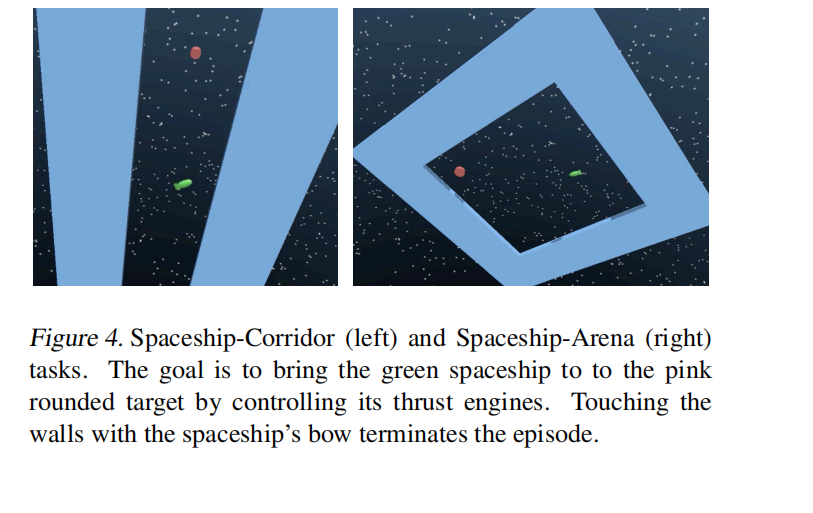 Figure 4. Spaceship-Corridor (left) and Spaceship-Arena (right)
tasks. The goal is to bring the green spaceship to to the pink
rounded target by controlling its thrust engines. Touching the
walls with the spaceship's bow terminates the episode.